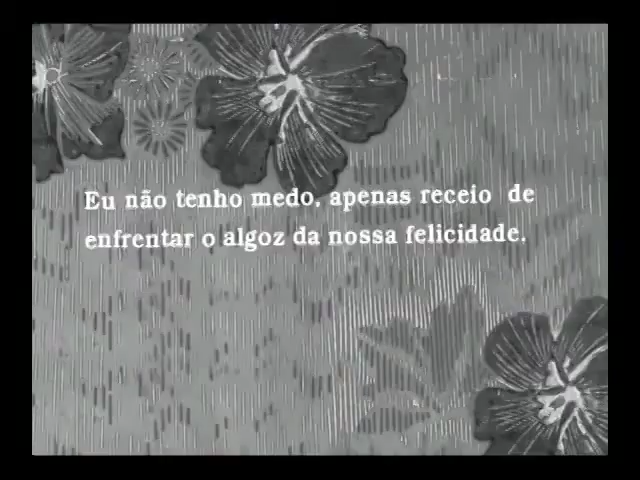 Eu não tenho medo, apenas receio de
enfrentar o algoz da nossa felicidade.